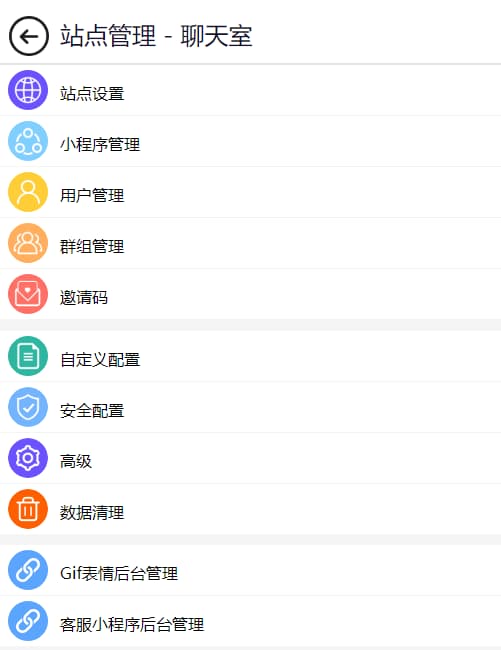 站点管理 - 聊天室
站点设置
小程序管理
用户管理
群组管理
邀请码
自定义配置
安全配置
高级
数据清理
Gif表情后台管理
客服小程序后台管理